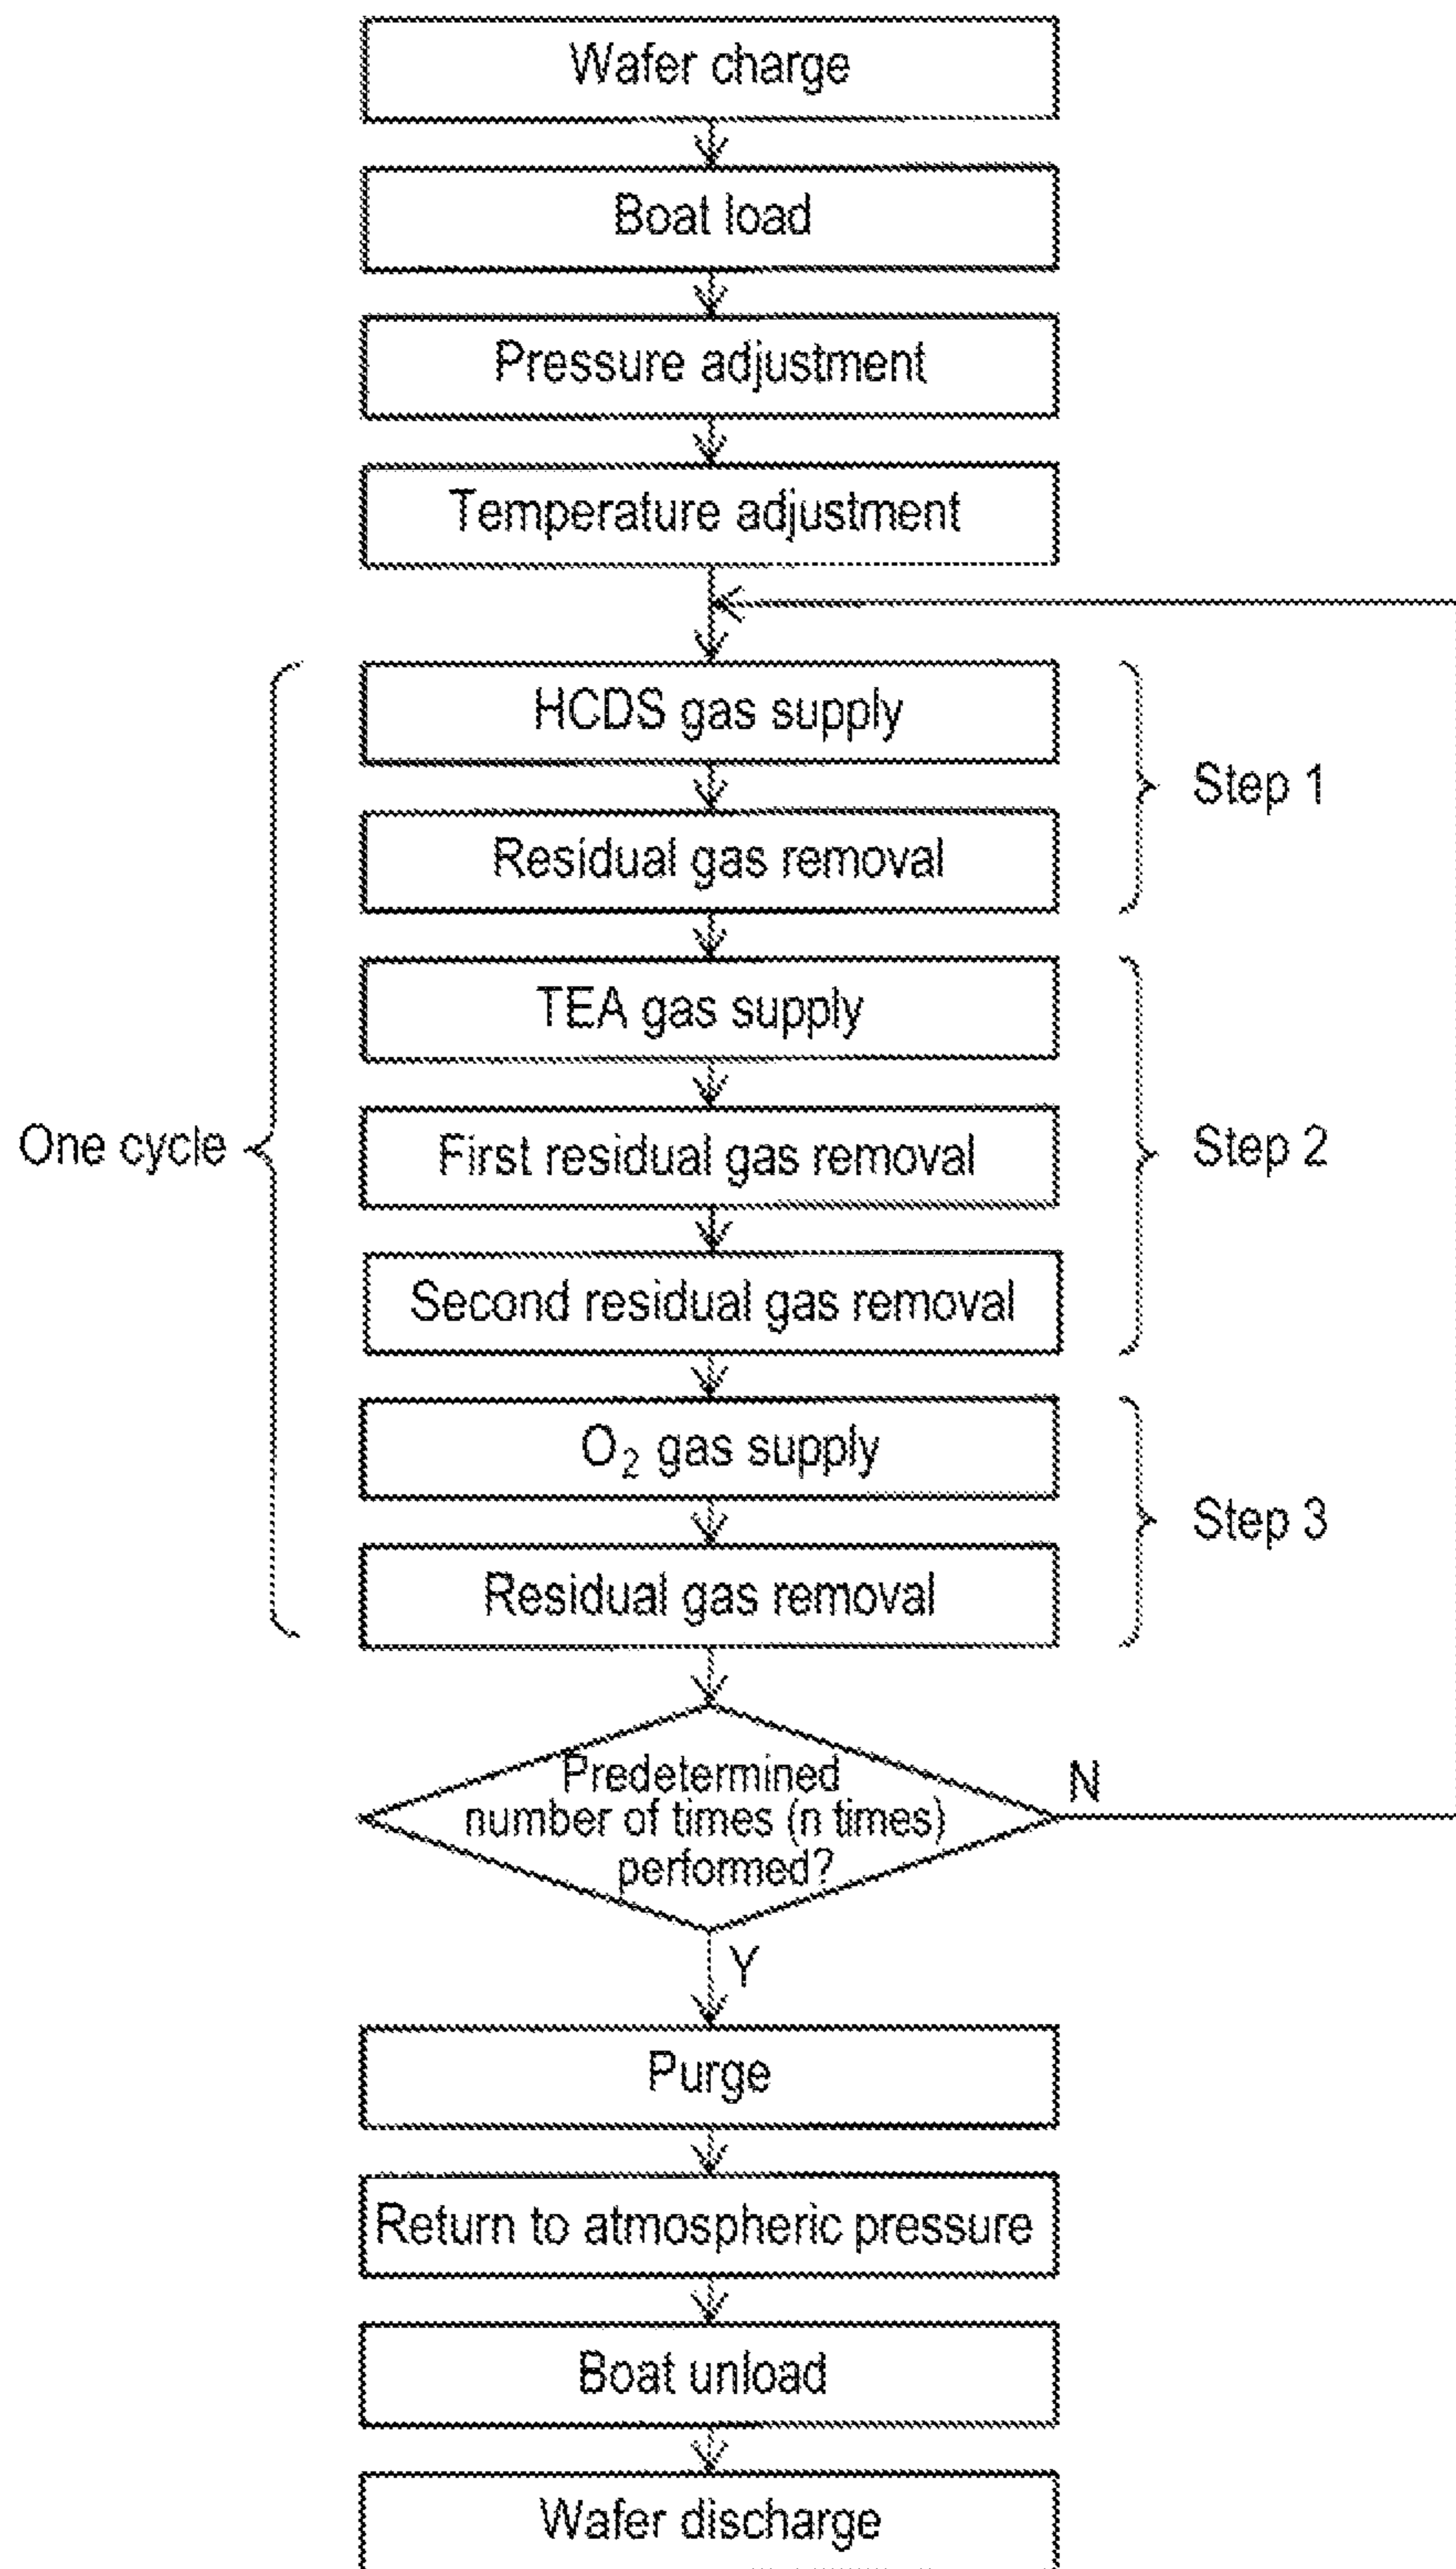 Wafer charge
Boat load
Pressure adjustment
Temperature adjustment
HCDS gas supply
Step 1
Residual gas removal
TEA gas supply
One cycle
First residual gas removal
Step 2
Second residual gas removal
O₂ gas supply
Step 3
Residual gas removal
Predetermined
number of times (n times)
performed?
N
Y
Purge
Return to atmospheric pressure
Boat unload
Wafer discharge